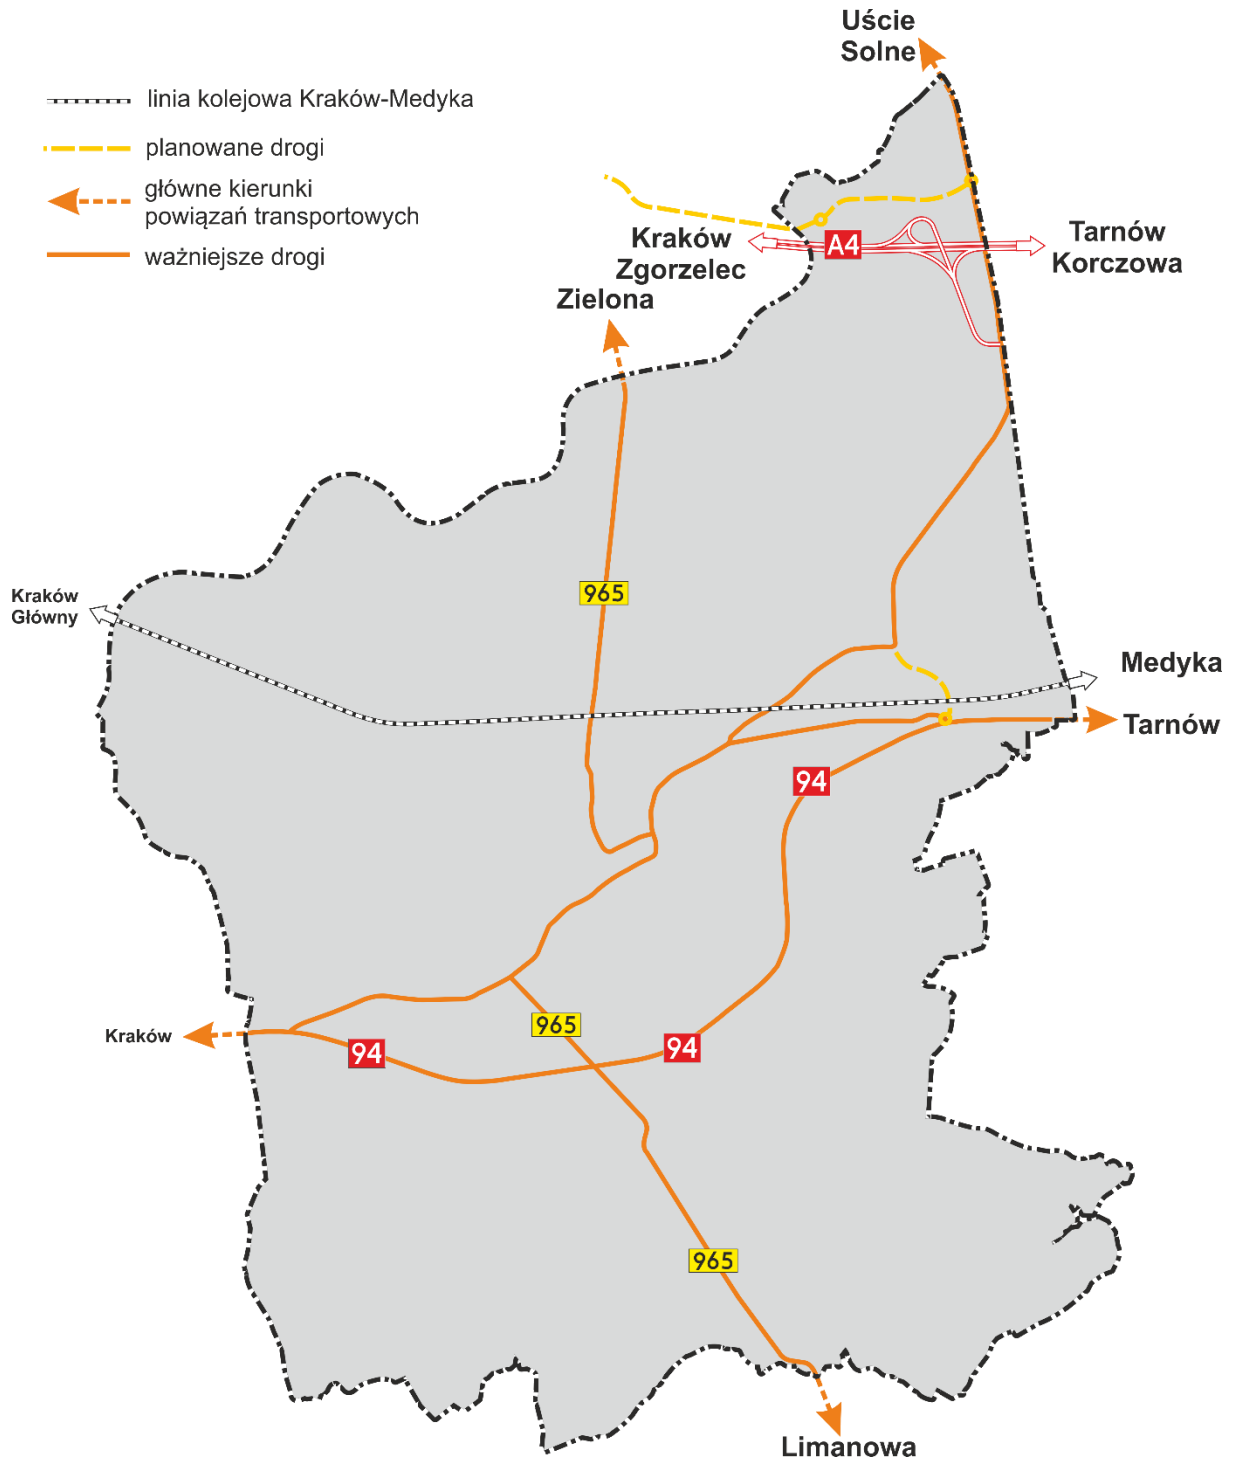 Uście
Solne
linia kolejowa Kraków-Medyka
planowane drogi
główne kierunki
powiązań transportowych
ważniejsze drogi
Kraków
Zgorzelec
A4
Tarnów
Korczowa
Zielona
965
Kraków
Główny
Medyka
Tarnów
94
965
Kraków
94
94
965
Limanowa